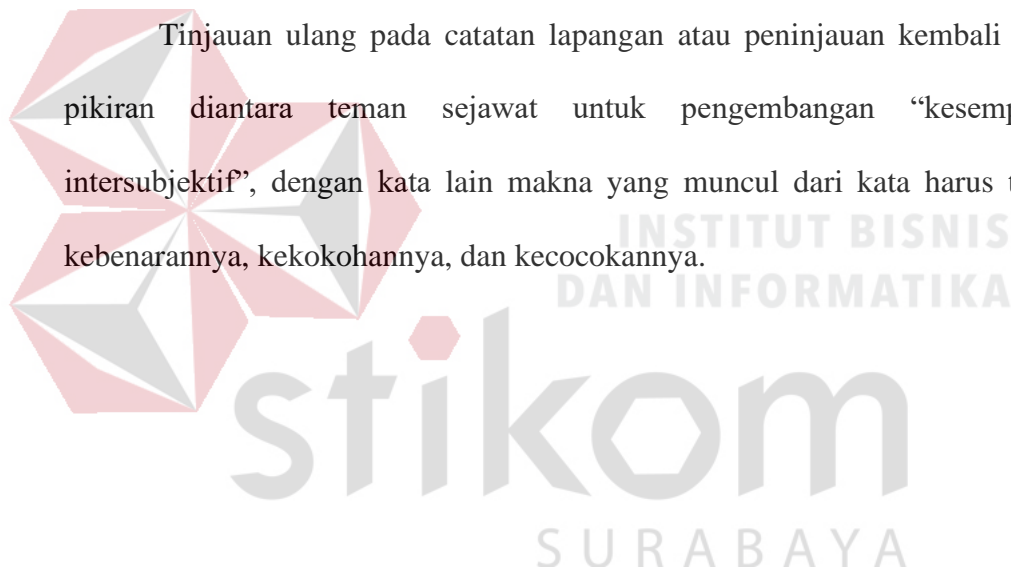 Tinjauan ulang pada catatan lapangan atau peninjauan kembali
pikiran diantara teman sejawat untuk pengembangan “kesemp
intersubjektif”, dengan kata lain makna yang muncul dari kata harus t
kebenarannya, kekokohannya, dan kecocokannya.
INSTITUT BISNIS
DAN INFORMATIKA
stikom
SURABAYA